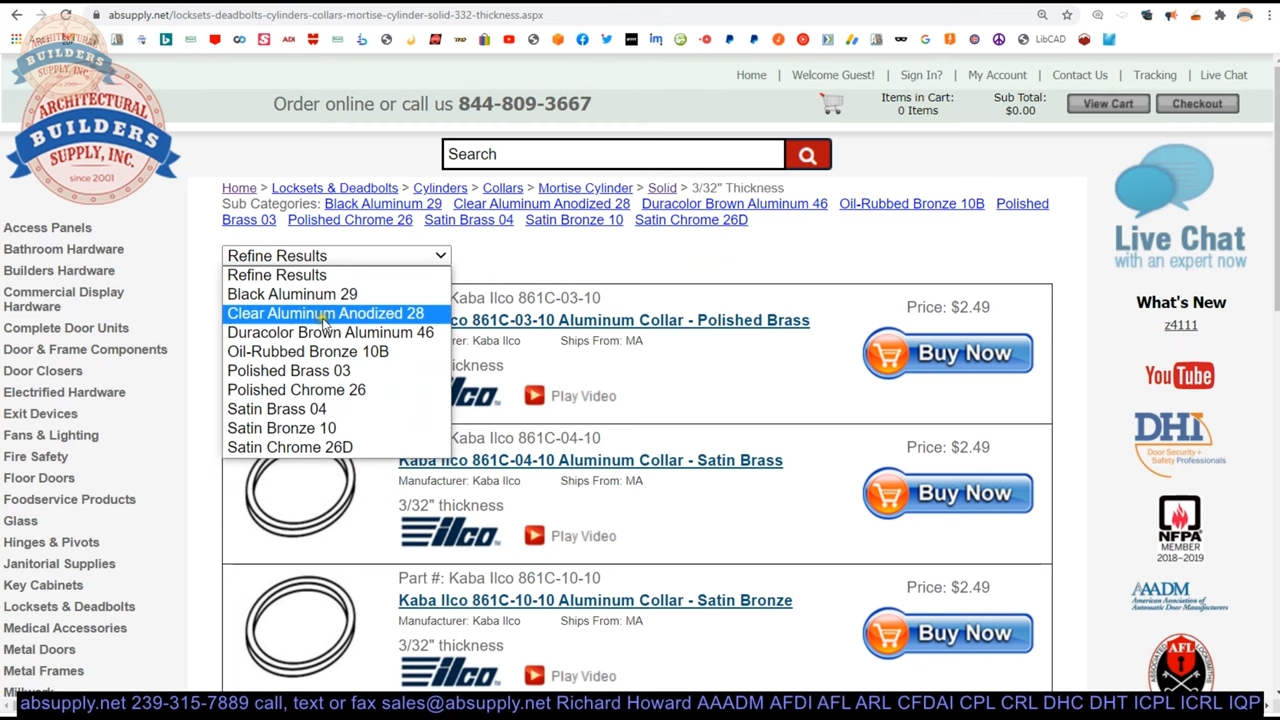 absupply.net/locksets-deadbolts-cylinders-collars-mortise-cylinder-solid-332-thickness.aspx
LibCAD
ARCHITECTURAL
BUILDERS
SUPPLY, INC.
since 2001
Home
Welcome Guest!
Sign In?
My Account
Contact Us
Tracking
Live Chat
Order online or call us 844-809-3667
Items in Cart:
0 Items
Sub Total:
$0.00
View Cart
Checkout
Search
Home > Locksets & Deadbolts > Cylinders > Collars > Mortise Cylinder > Solid > 3/32" Thickness
Sub Categories: Black Aluminum 29 Clear Aluminum Anodized 28 Duracolor Brown Aluminum 46 Oil-Rubbed Bronze 10B Polished
Brass 03 Polished Chrome 26 Satin Brass 04 Satin Bronze 10 Satin Chrome 26D
Access Panels
Bathroom Hardware
Builders Hardware
Commercial Display
Hardware
Complete Door Units
Door & Frame Components
Door Closers
Electrified Hardware
Exit Devices
Fans & Lighting
Fire Safety
Floor Doors
Foodservice Products
Glass
Hinges & Pivots
Janitorial Supplies
Key Cabinets
Locksets & Deadbolts
Medical Accessories
Metal Doors
Metal Frames
Refine Results
Refine Results
Black Aluminum 29
Clear Aluminum Anodized 28
Duracolor Brown Aluminum 46
Oil-Rubbed Bronze 10B
Polished Brass 03
Polished Chrome 26
Satin Brass 04
Satin Bronze 10
Satin Chrome 26D
Kaba Ilco 861C-03-10
861C-03-10 Aluminum Collar - Polished Brass
Kaba Ilco Ships From: MA
Play Video
Price: $2.49
Buy Now
Kaba Ilco 861C-04-10
Kaba Ilco 861C-04-10 Aluminum Collar - Satin Brass
Manufacturer: Kaba Ilco Ships From: MA
3/32" thickness
ILCO
Play Video
Price: $2.49
Buy Now
Part #: Kaba Ilco 861C-10-10
Kaba Ilco 861C-10-10 Aluminum Collar - Satin Bronze
Manufacturer: Kaba Ilco Ships From: MA
3/32" thickness
ILCO
Play Video
Price: $2.49
Buy Now
Live Chat
with an expert now
What's New
z4111
YouTube
DHI
Door Security +
Safety Professionals
NFPA
MEMBER
2018-2019
AAADM
American Association of
Automatic Door Manufacturers
AFL
absupply.net 239-315-7889 call, text or fax sales@absupply.net Richard Howard AAADM AFDI AFL ARL CFDAI CPL CRL DHC DHT ICPL ICRL IQP